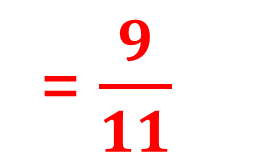 = 9/11